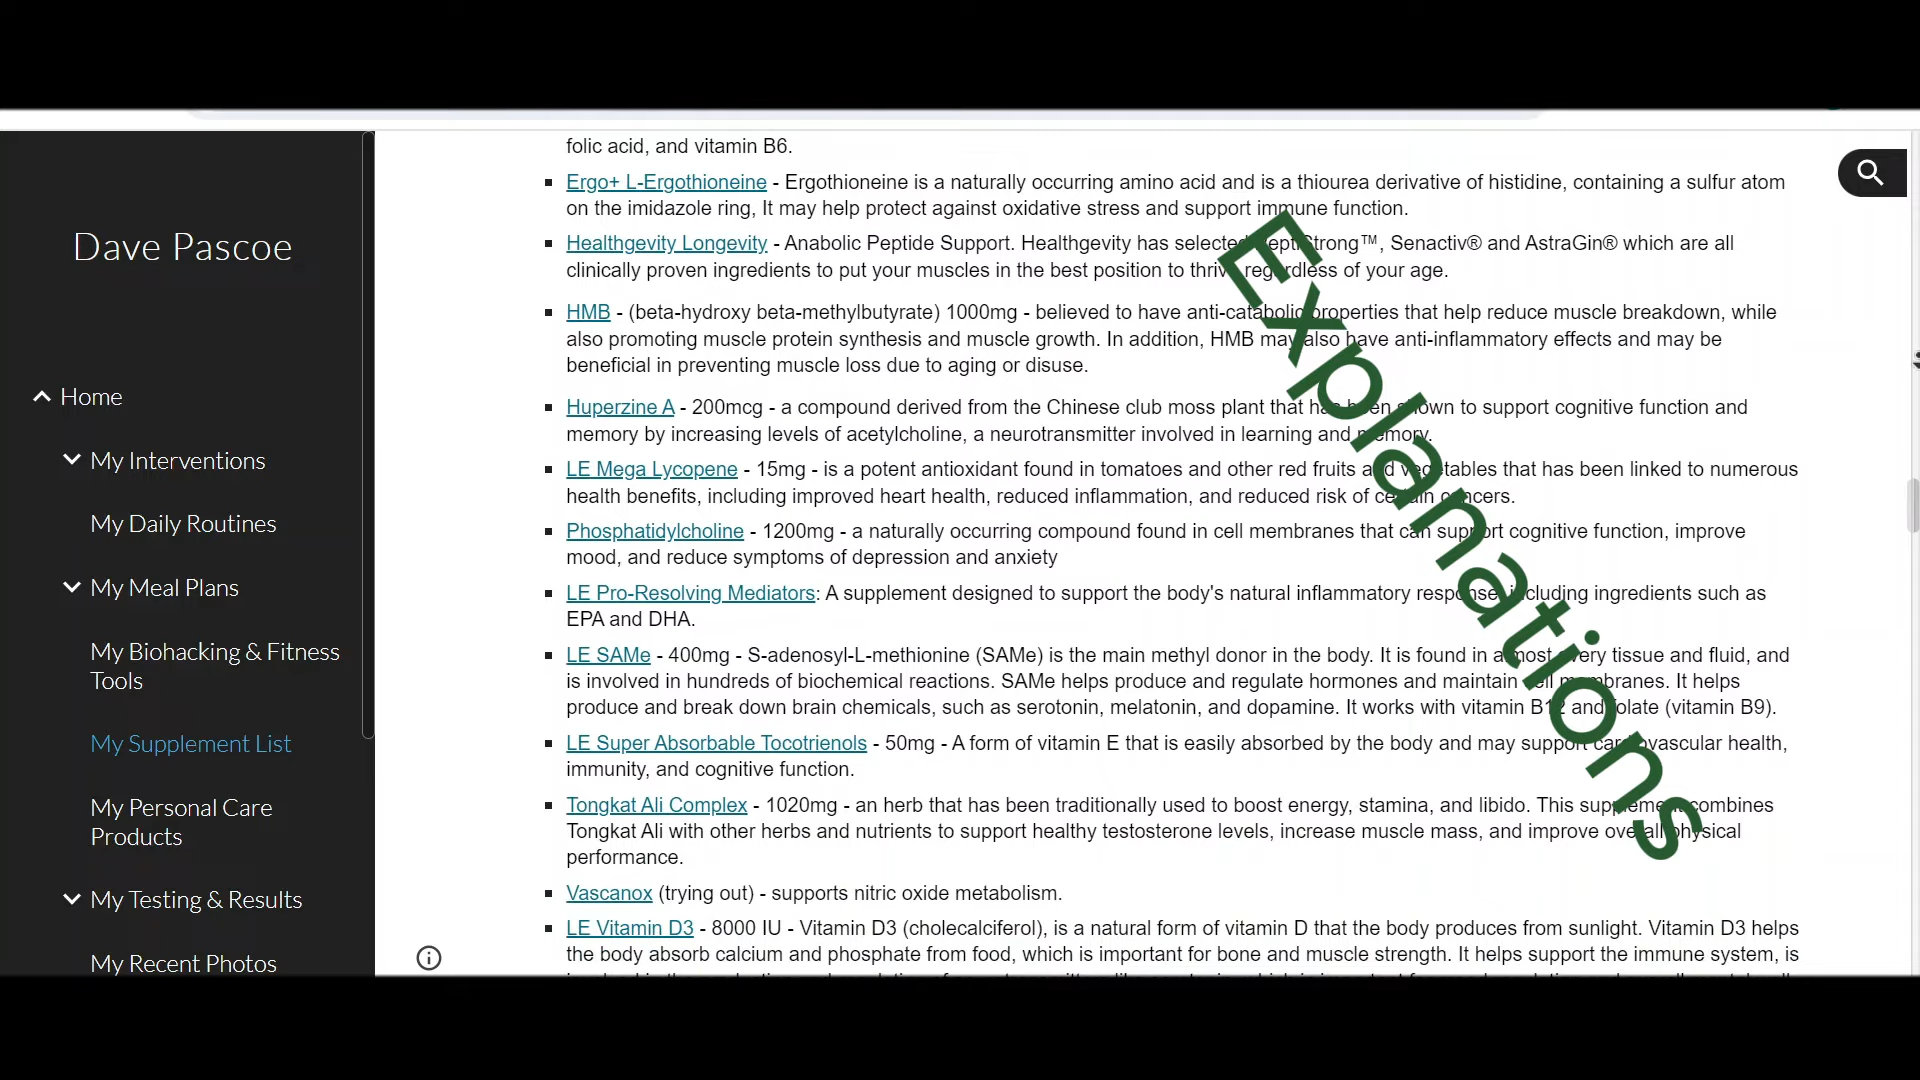 Dave Pascoe
Home
My Interventions
My Daily Routines
My Meal Plans
My Biohacking & Fitness
Tools
My Supplement List
My Personal Care
Products
My Testing & Results
My Recent Photos
folic acid, and vitamin B6.
Ergo+ L-Ergothioneine - Ergothioneine is a naturally occurring amino acid and is a thiourea derivative of histidine, containing a sulfur atom
on the imidazole ring, It may help protect against oxidative stress and support immune function.
Healthgevity Longevity - Anabolic Peptide Support. Healthgevity has selected PeptiStrong™, Senactiv® and AstraGin® which are all
clinically proven ingredients to put your muscles in the best position to thrive regardless of your age.
HMB - (beta-hydroxy beta-methylbutyrate) 1000mg - believed to have anti-catabolic properties that help reduce muscle breakdown, while
also promoting muscle protein synthesis and muscle growth. In addition, HMB may also have anti-inflammatory effects and may be
beneficial in preventing muscle loss due to aging or disuse.
Huperzine A - 200mcg - a compound derived from the Chinese club moss plant that has been shown to support cognitive function and
memory by increasing levels of acetylcholine, a neurotransmitter involved in learning and memory.
LE Mega Lycopene - 15mg - is a potent antioxidant found in tomatoes and other red fruits and vegetables that has been linked to numerous
health benefits, including improved heart health, reduced inflammation, and reduced risk of certain cancers.
Phosphatidylcholine - 1200mg - a naturally occurring compound found in cell membranes that can support cognitive function, improve
mood, and reduce symptoms of depression and anxiety
LE Pro-Resolving Mediators: A supplement designed to support the body's natural inflammatory response, including ingredients such as
EPA and DHA.
LE SAMe - 400mg - S-adenosyl-L-methionine (SAMe) is the main methyl donor in the body. It is found in almost every tissue and fluid, and
is involved in hundreds of biochemical reactions. SAMe helps produce and regulate hormones and maintain cell membranes. It helps
produce and break down brain chemicals, such as serotonin, melatonin, and dopamine. It works with vitamin B12 and folate (vitamin B9).
LE Super Absorbable Tocotrienols - 50mg - A form of vitamin E that is easily absorbed by the body and may support cardiovascular health,
immunity, and cognitive function.
Tongkat Ali Complex - 1020mg - an herb that has been traditionally used to boost energy, stamina, and libido. This supplement combines
Tongkat Ali with other herbs and nutrients to support healthy testosterone levels, increase muscle mass, and improve overall physical
performance.
Vascanox (trying out) - supports nitric oxide metabolism.
LE Vitamin D3 - 8000 IU - Vitamin D3 (cholecalciferol), is a natural form of vitamin D that the body produces from sunlight. Vitamin D3 helps
the body absorb calcium and phosphate from food, which is important for bone and muscle strength. It helps support the immune system, is
Explanations